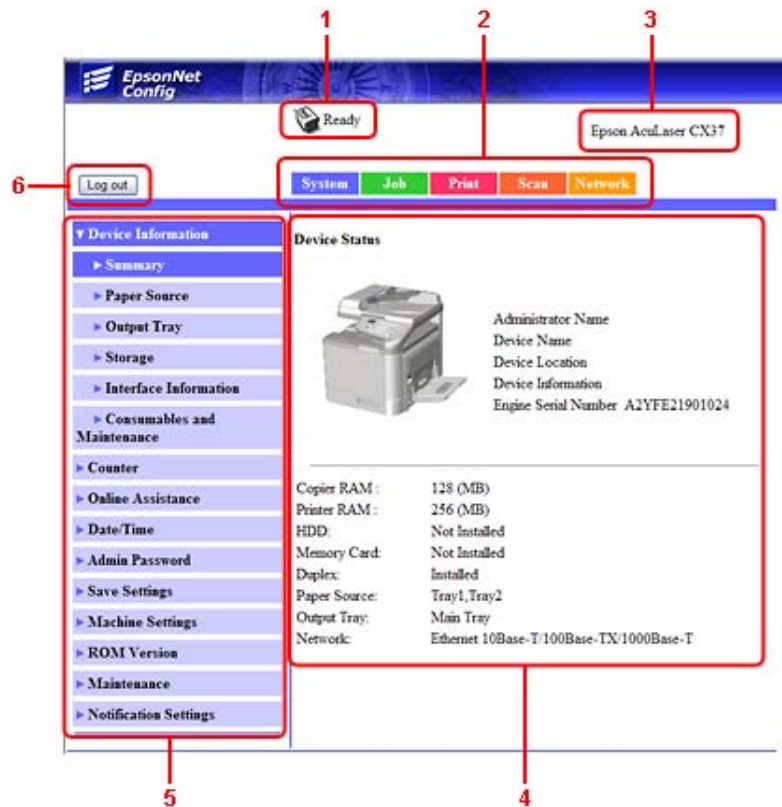 1
2
3
EpsonNet
Config
Ready
Epson AcuLaser CX37
6
Log out
System Job Print Scan Network
▼ Device Information
► Summary
► Paper Source
► Output Tray
► Storage
► Interface Information
► Consumables and
Maintenance
► Counter
► Online Assistance
► Date/Time
► Admin Password
► Save Settings
► Machine Settings
► ROM Version
► Maintenance
► Notification Settings
Device Status
Administrator Name
Device Name
Device Location
Device Information
Engine Serial Number A2YFE21901024
Copier RAM : 128 (MB)
Printer RAM : 256 (MB)
HDD: Not Installed
Memory Card: Not Installed
Duplex: Installed
Paper Source: Tray1,Tray2
Output Tray: Main Tray
Network: Ethernet 10Base-T/100Base-TX/1000Base-T
5
4